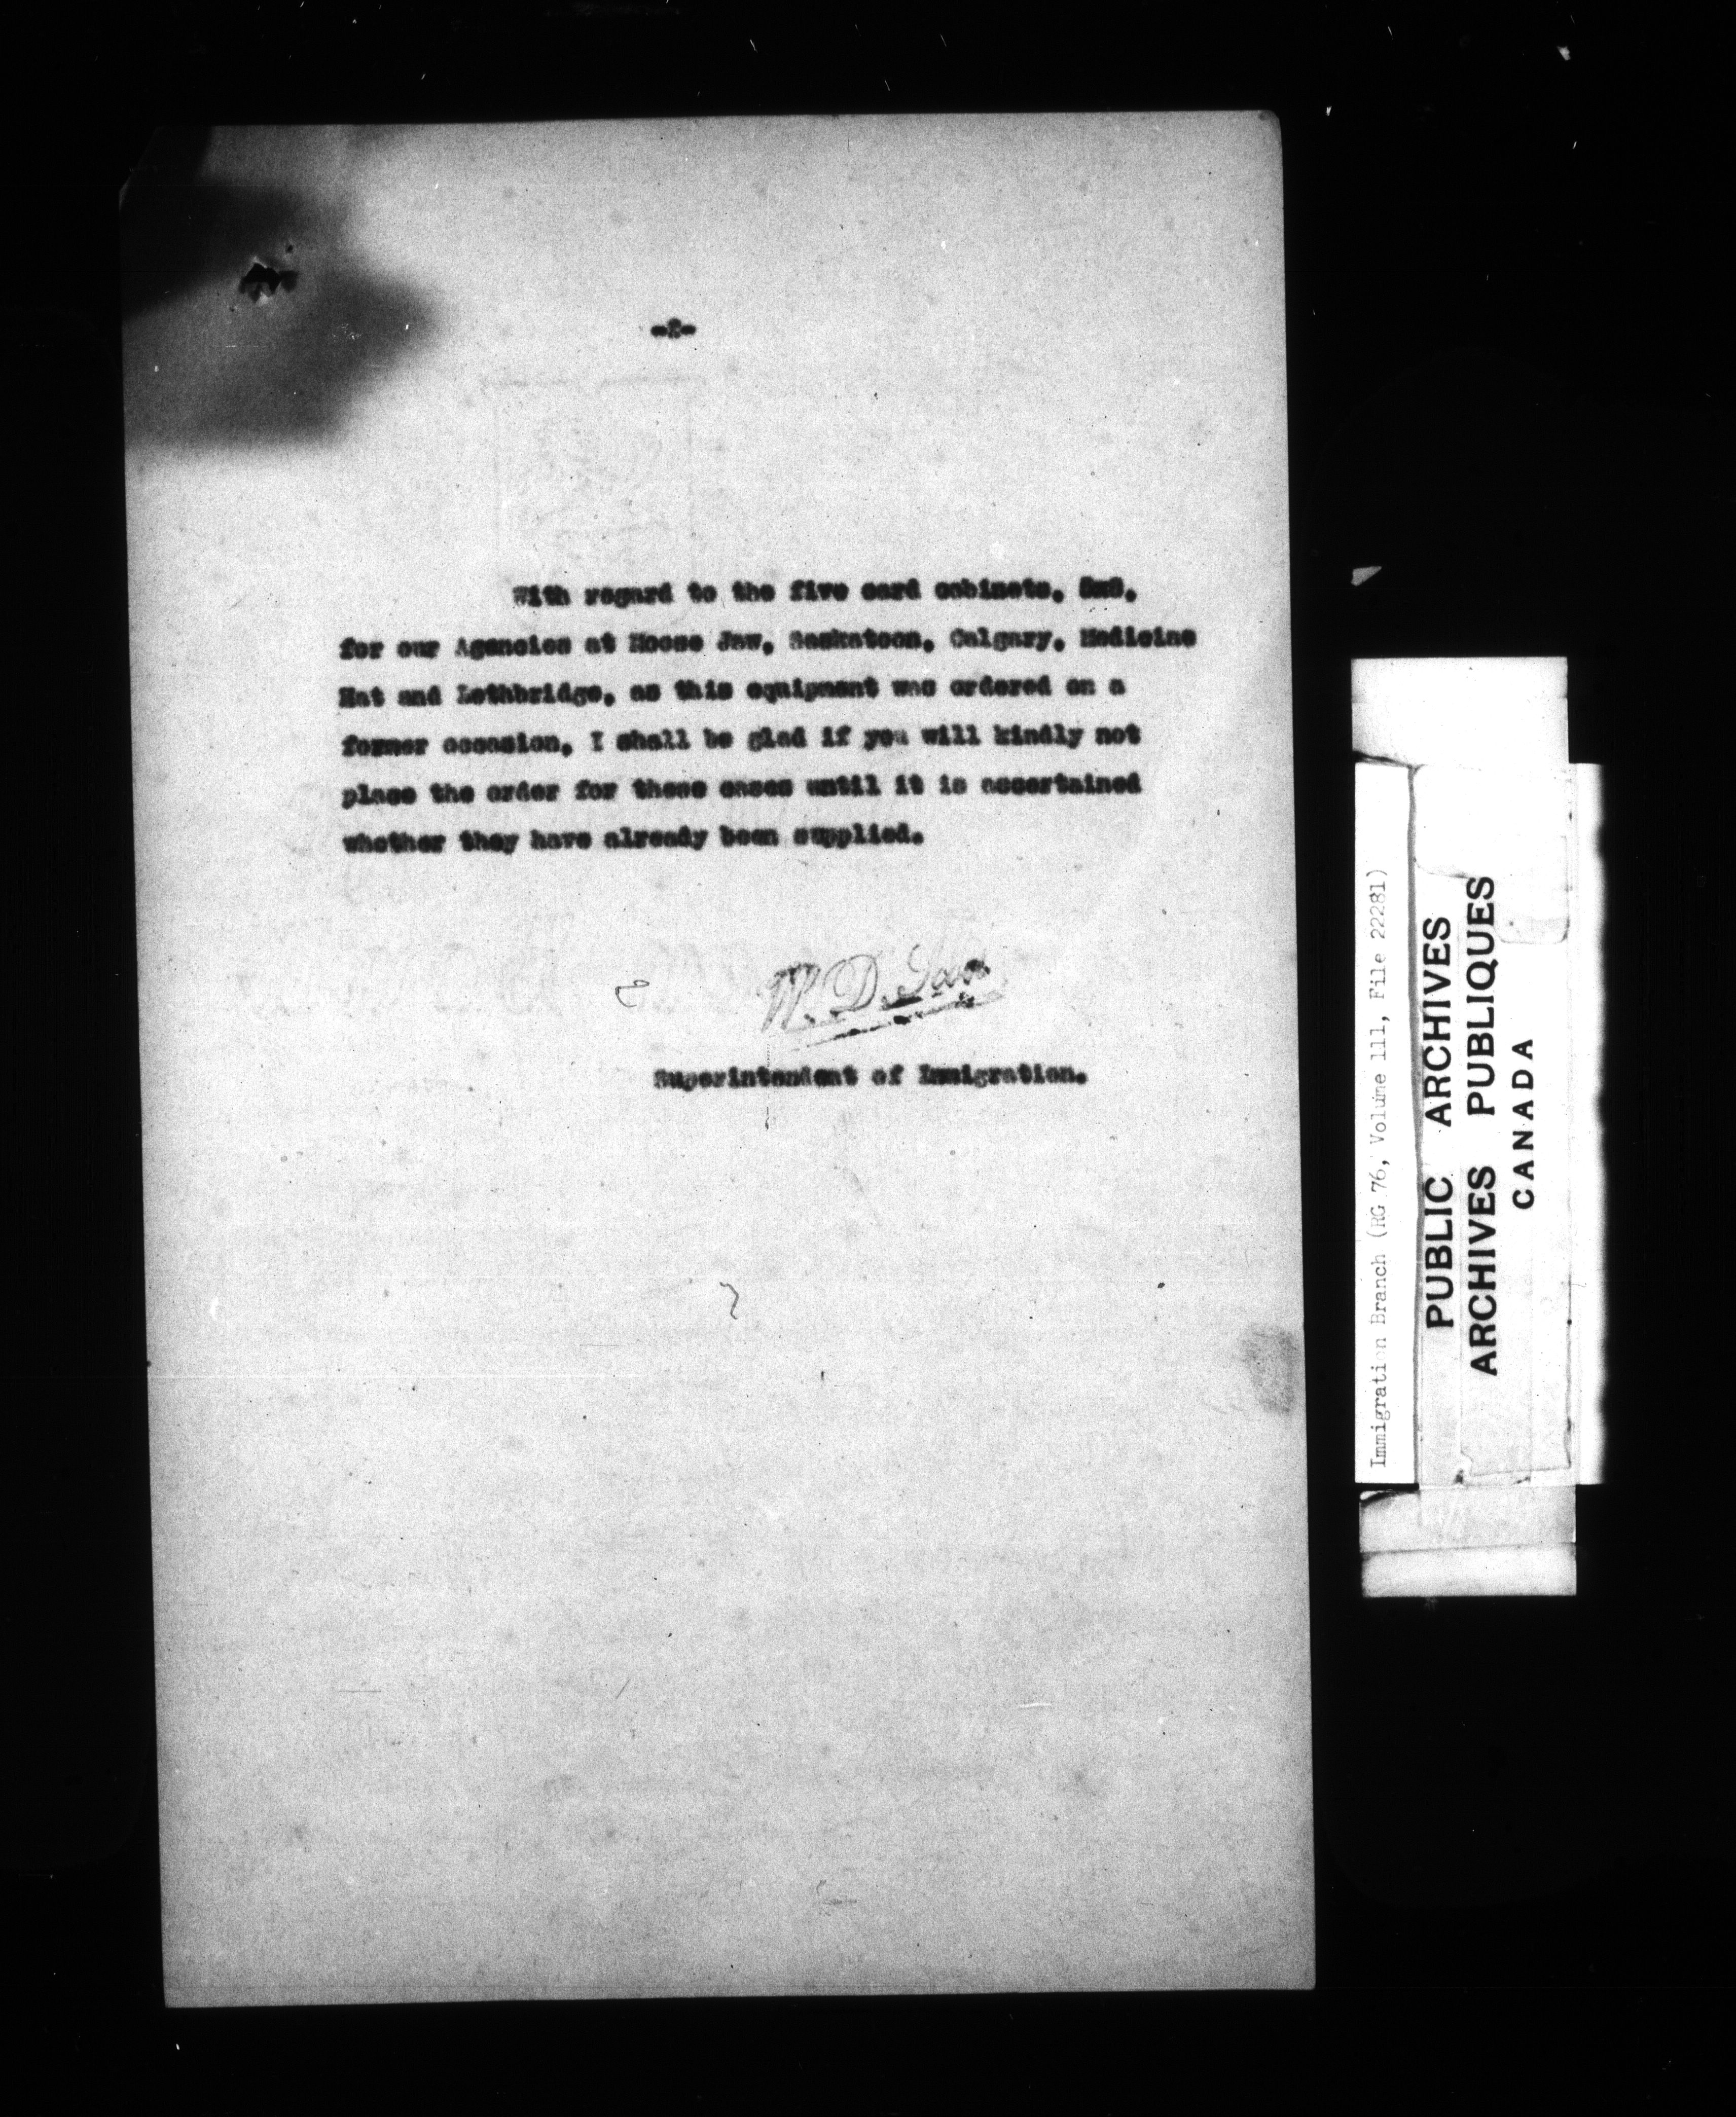 -2-
With regard to the five card cabinets, 5x8,
for our Agencies at Moose Jaw, Saskatoon, Calgary, Medicine
Hat and Lethbridge, as this equipment was ordered on a
former occasion, I shall be glad if you will kindly not
place the order for these cases until it is ascertained
whether they have already been supplied.
W. D. Scott
Superintendent of Immigration.
Immigration Branch (RG 76, Volume 111, File 22281)
PUBLIC ARCHIVES
ARCHIVES PUBLIQUES
CANADA